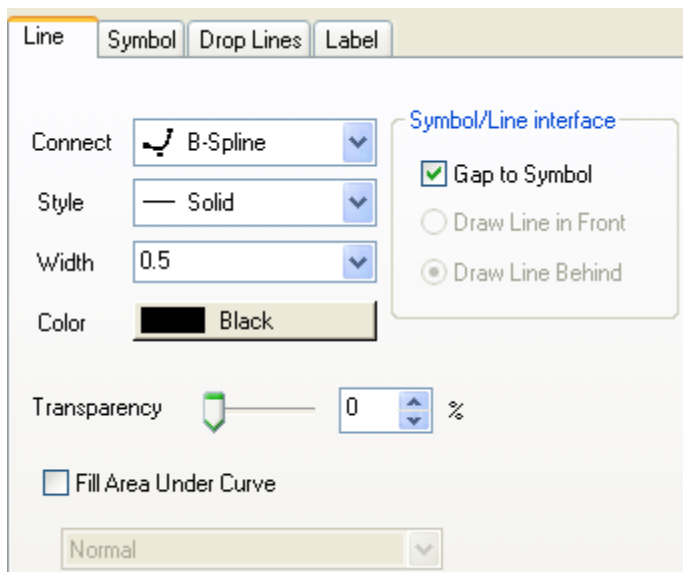 Line Symbol Drop Lines Label
Symbol/Line interface
Connect B-Spline
Gap to Symbol
Style Solid
Draw Line in Front
Width 0.5
Draw Line Behind
Color Black
Transparency 0 %
Fill Area Under Curve
Normal